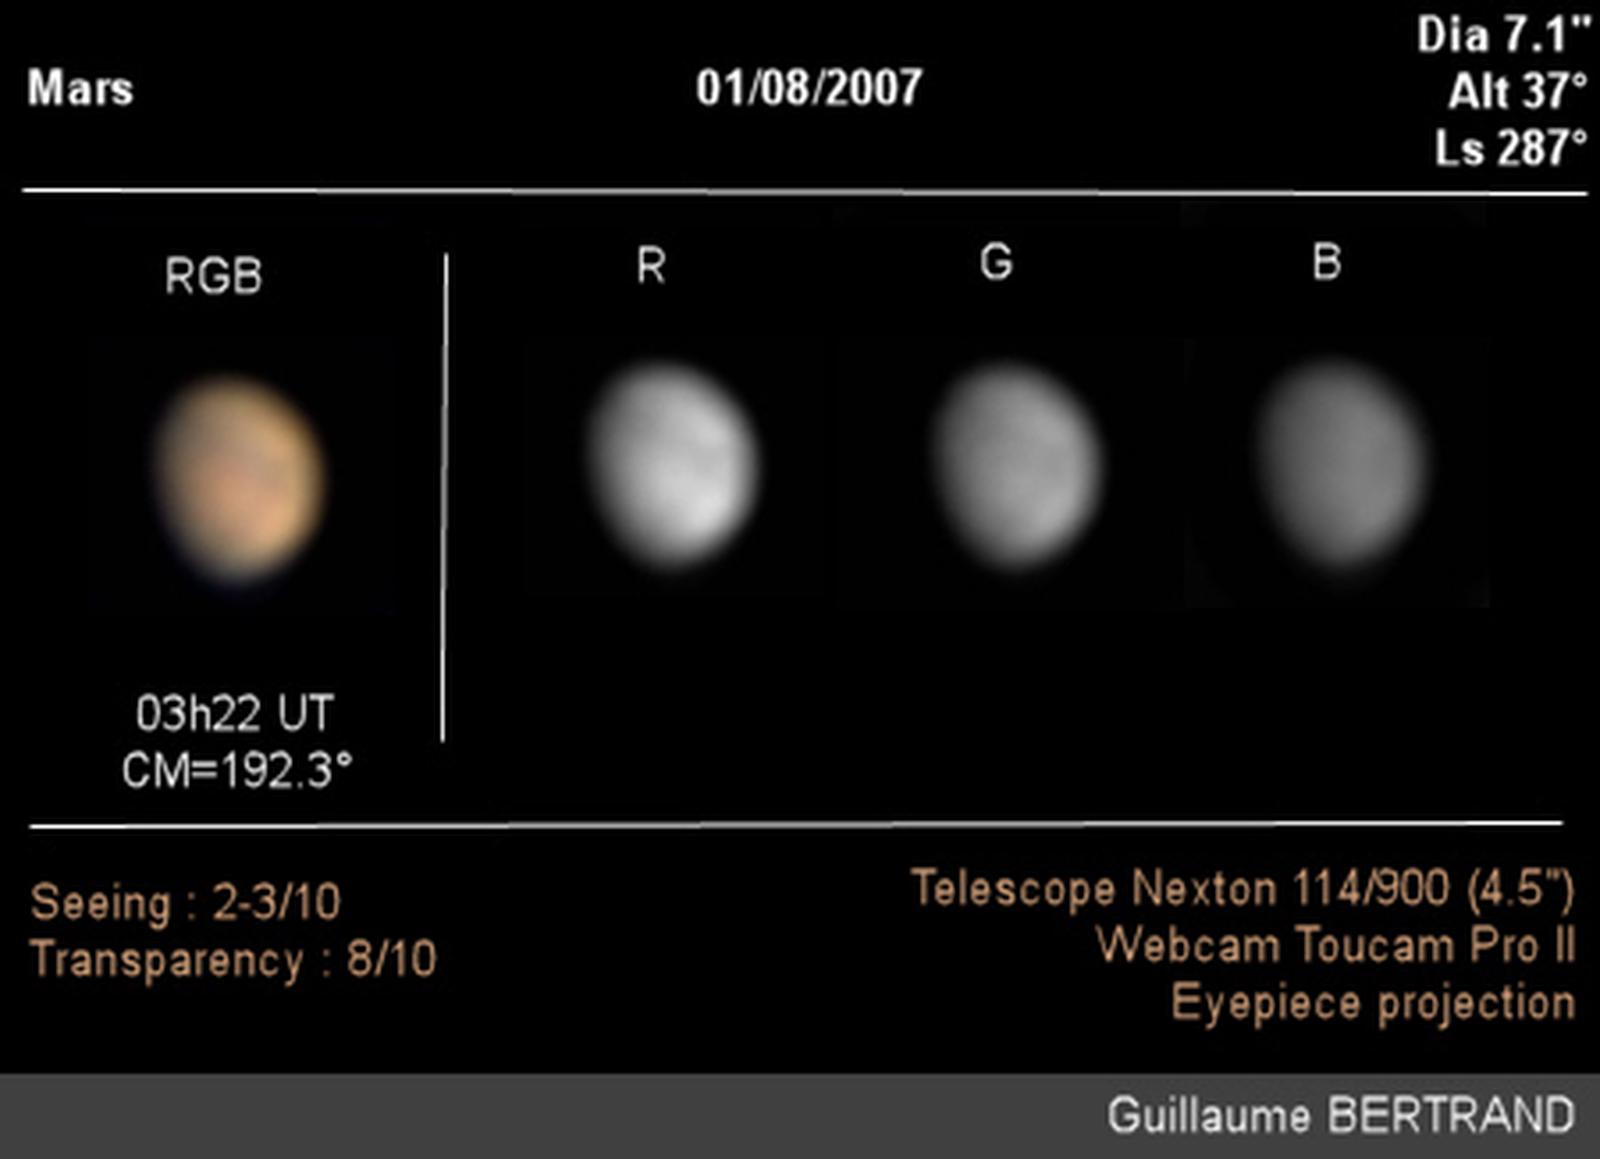 Mars
01/08/2007
Dia 7.1"
Alt 37°
Ls 287°
RGB
R
G
B
03h22 UT
CM=192.3°
Seeing : 2-3/10
Transparency : 8/10
Telescope Nexton 114/900 (4.5")
Webcam Toucam Pro II
Eyepiece projection
Guillaume BERTRAND